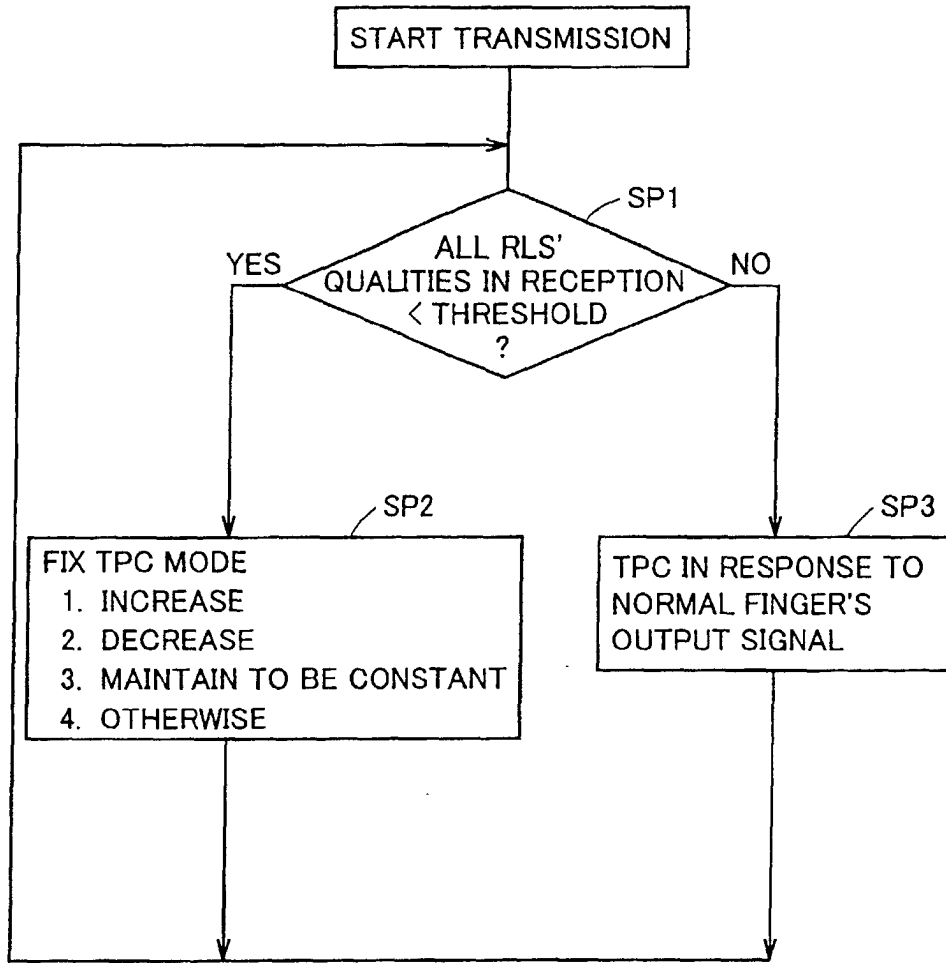 START TRANSMISSION
SP1
ALL RLS'
QUALITIES IN RECEPTION
< THRESHOLD
?
YES
NO
SP2
FIX TPC MODE
1. INCREASE
2. DECREASE
3. MAINTAIN TO BE CONSTANT
4. OTHERWISE
SP3
TPC IN RESPONSE TO
NORMAL FINGER'S
OUTPUT SIGNAL